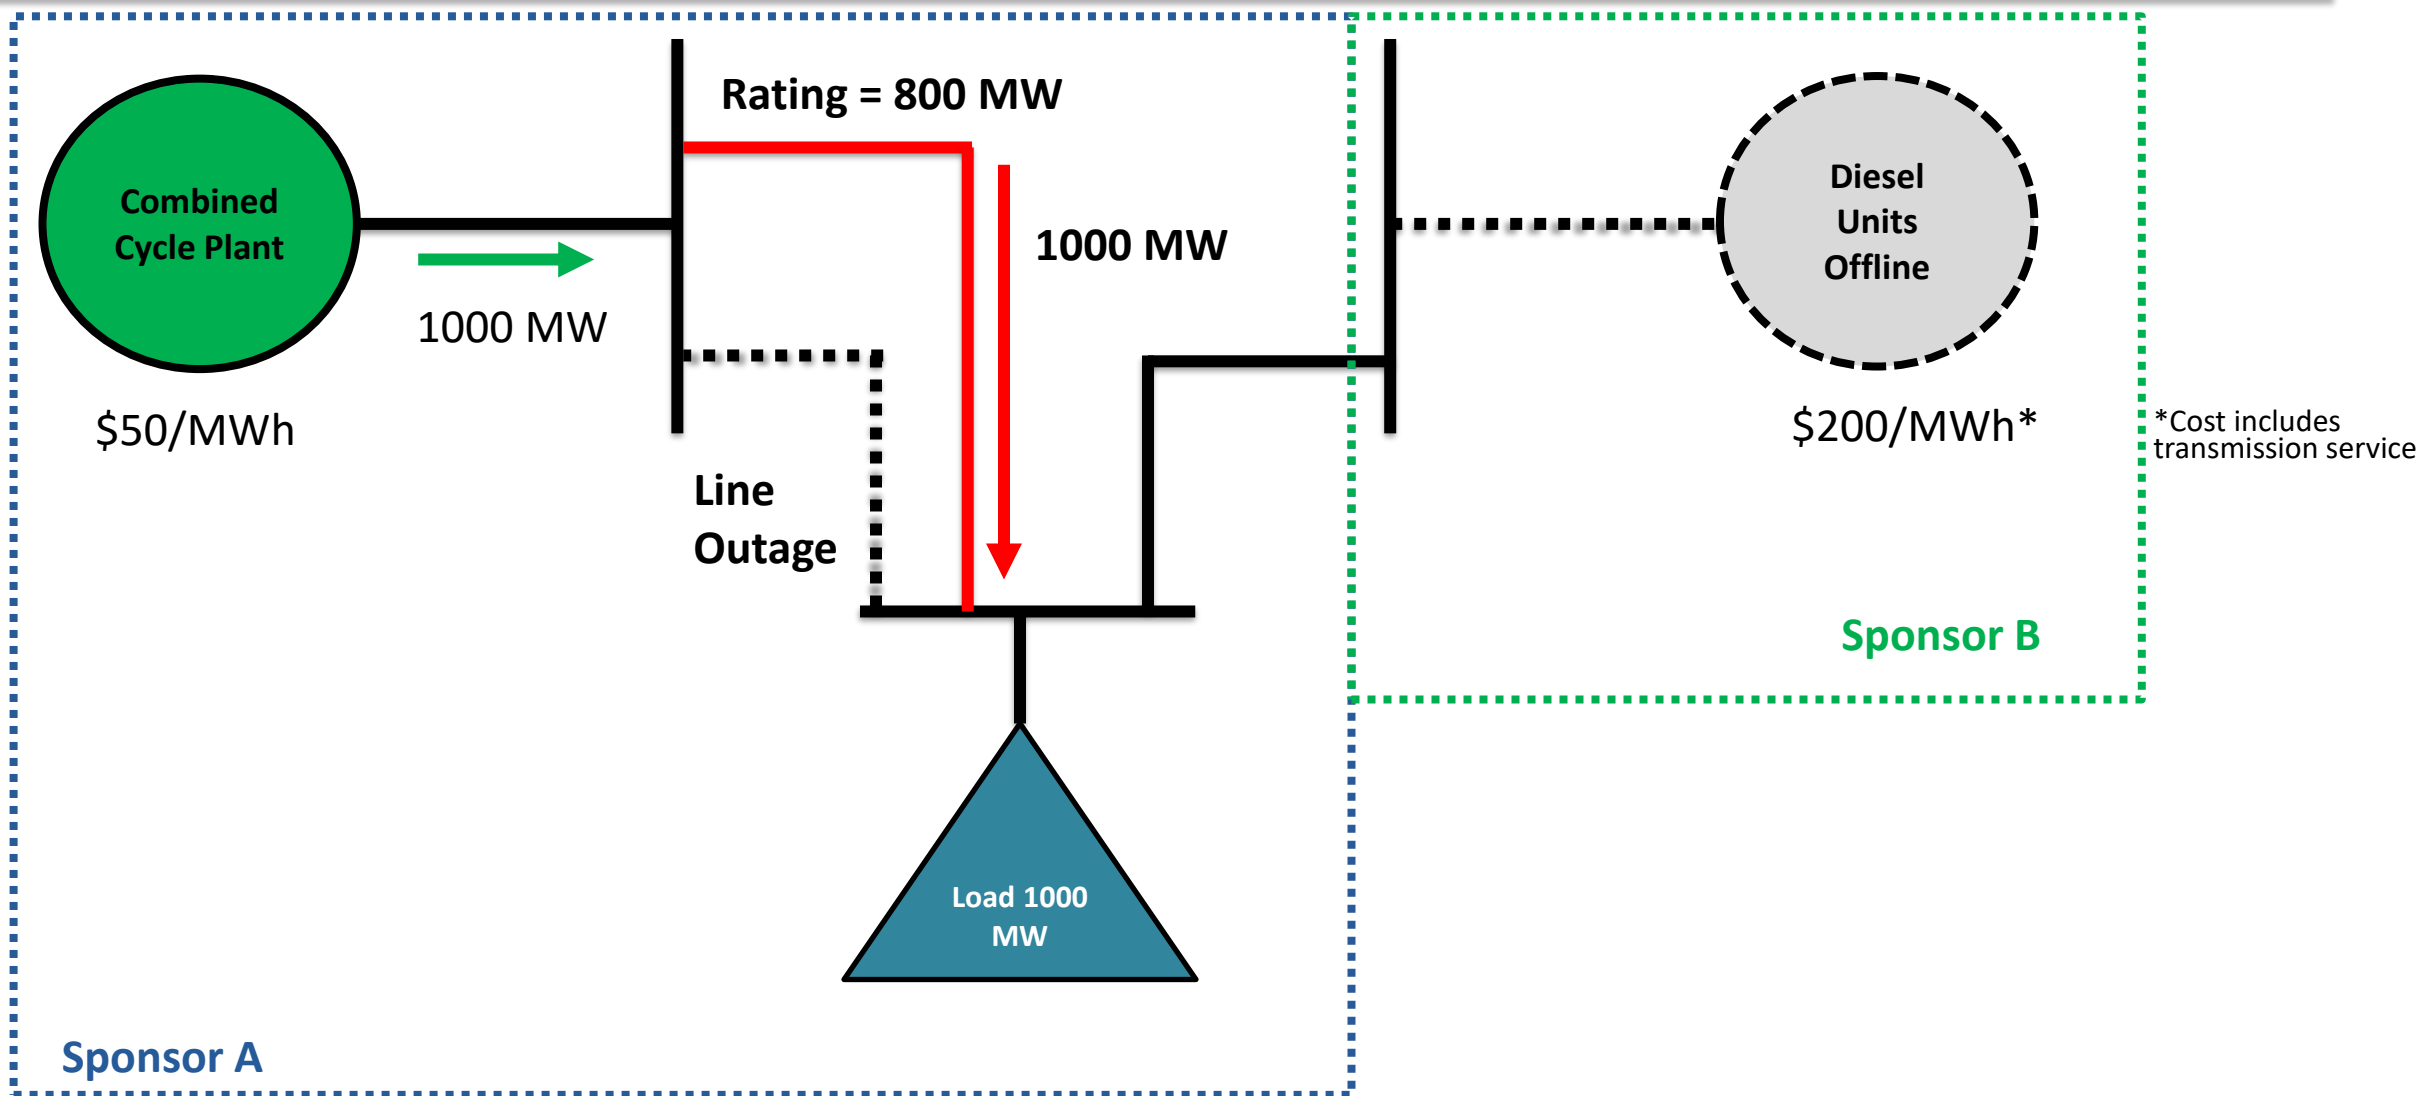 Rating = 800 MW
Combined
Cycle Plant
1000 MW
$50/MWh
1000 MW
Line
Outage
Diesel
Units
Offline
$200/MWh*
*Cost includes
transmission service
Sponsor B
Load 1000
MW
Sponsor A